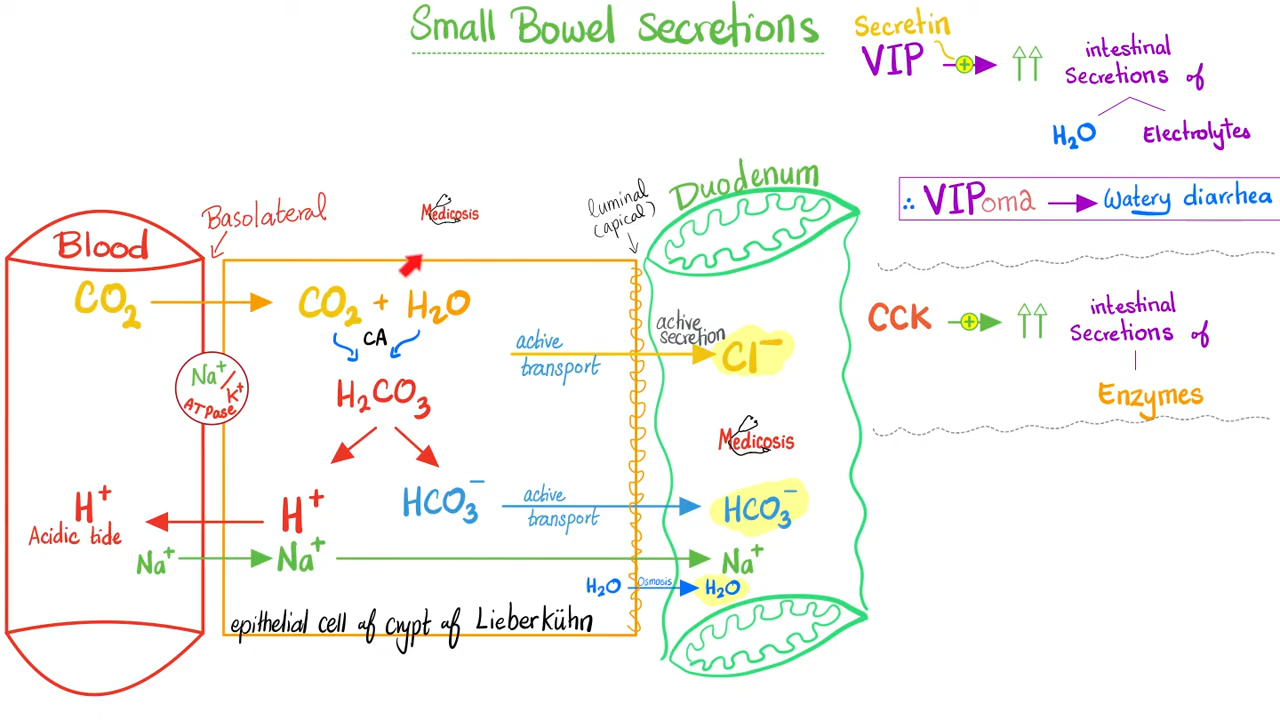 Small Bowel Secretions
Secretin
VIP + intestinal
Secretions of
H₂O Electrolytes
∴ VIPoma Watery diarrhea
CCK + intestinal
Secretions of
Enzymes
Blood
Basolateral
Medicosis
luminal
(apical)
Duodenum
CO₂
CO₂ + H₂O
CA
H₂CO₃
Na⁺/K⁺
ATPase
active
transport
active
secretion
Cl⁻
Medicosis
H⁺
Acidic tide
H⁺
HCO₃⁻
active
transport
HCO₃⁻
Na⁺
Na⁺
Na⁺
H₂O Osmosis H₂O
epithelial cell of crypt of Lieberkühn